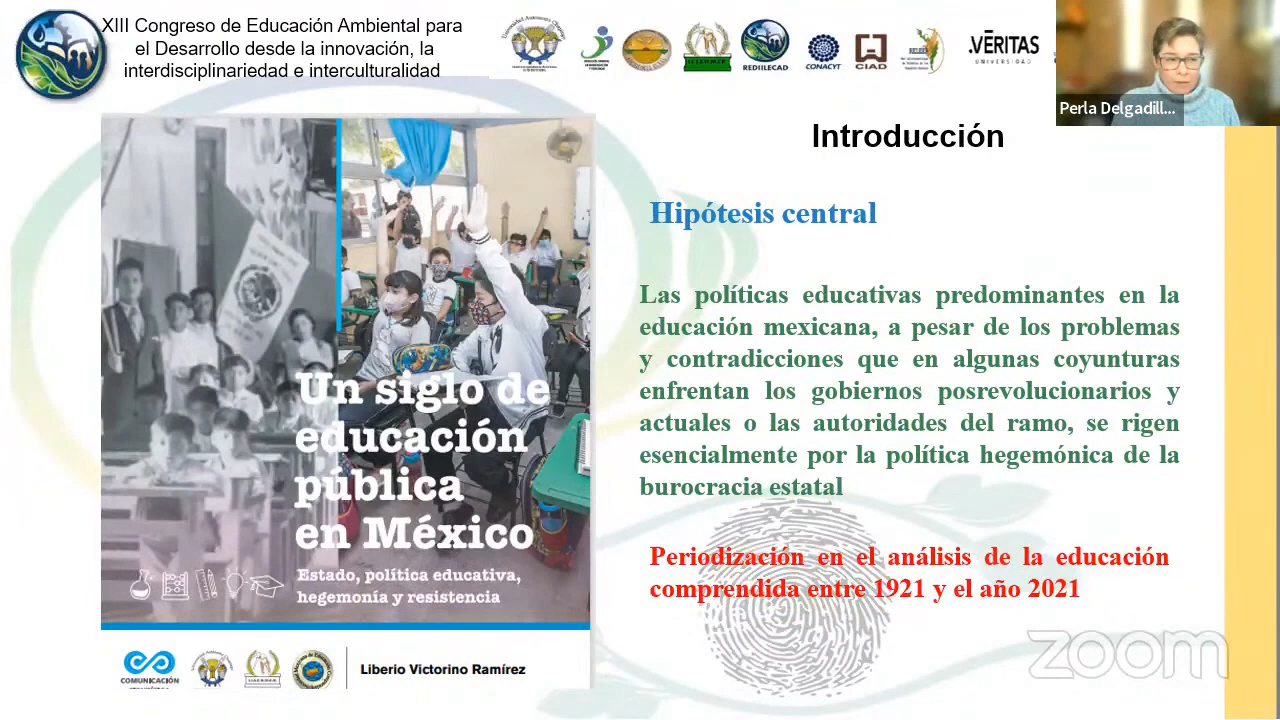 XIII Congreso de Educación Ambiental para
el Desarrollo desde la innovación, la
interdisciplinariedad e interculturalidad
REDIILECAD
CONACYT
CIAD
.VĒRITAS
UNIVERSIDAD
Perla Delgadill...
Introducción
Hipótesis central
Las políticas educativas predominantes en la
educación mexicana, a pesar de los problemas
y contradicciones que en algunas coyunturas
enfrentan los gobiernos posrevolucionarios y
actuales o las autoridades del ramo, se rigen
esencialmente por la política hegemónica de la
burocracia estatal
Periodización en el análisis de la educación
comprendida entre 1921 y el año 2021
Un siglo de
educación
pública
en México
Estado, política educativa,
hegemonía y resistencia
COMUNICACIÓN
Liberio Victorino Ramírez
zoom